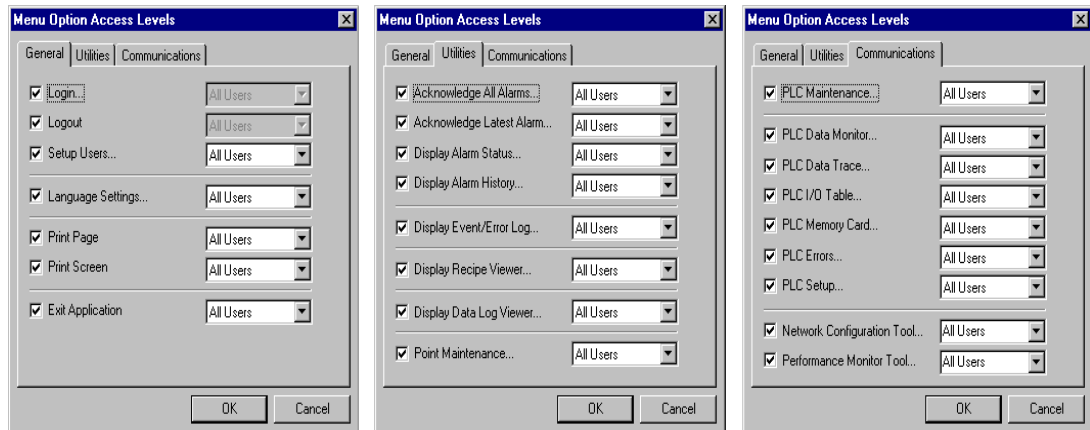 Menu Option Access Levels
General Utilities Communications
Login... All Users
Logout All Users
Setup Users... All Users
Language Settings... All Users
Print Page All Users
Print Screen All Users
Exit Application All Users
OK Cancel
Menu Option Access Levels
General Utilities Communications
Acknowledge All Alarms... All Users
Acknowledge Latest Alarm... All Users
Display Alarm Status... All Users
Display Alarm History... All Users
Display Event/Error Log... All Users
Display Recipe Viewer... All Users
Display Data Log Viewer... All Users
Point Maintenance... All Users
OK Cancel
Menu Option Access Levels
General Utilities Communications
PLC Maintenance... All Users
PLC Data Monitor... All Users
PLC Data Trace... All Users
PLC I/O Table... All Users
PLC Memory Card... All Users
PLC Errors... All Users
PLC Setup... All Users
Network Configuration Tool... All Users
Performance Monitor Tool... All Users
OK Cancel